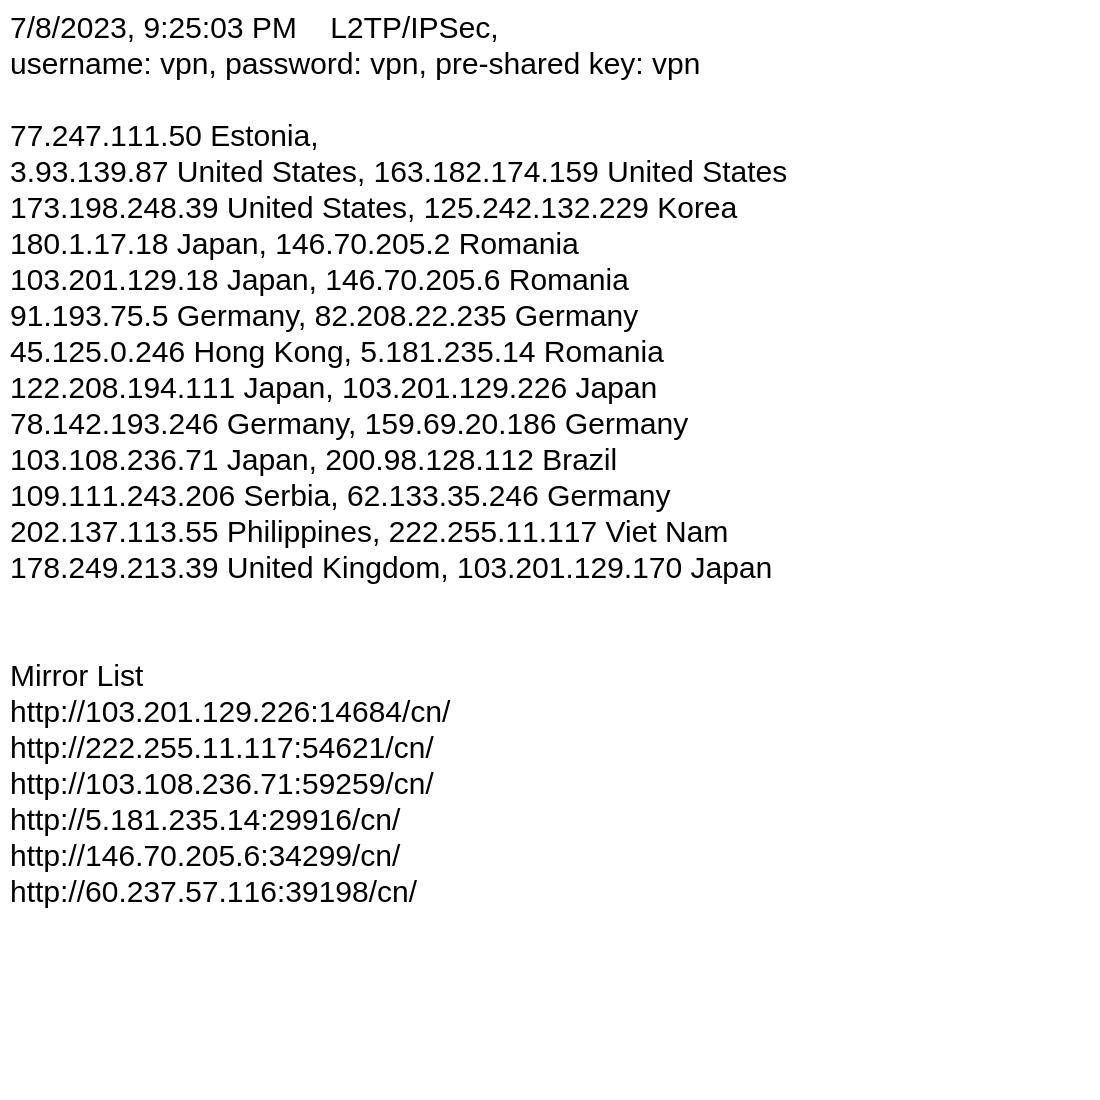 7/8/2023, 9:25:03 PM    L2TP/IPSec,
username: vpn, password: vpn, pre-shared key: vpn
77.247.111.50 Estonia,
3.93.139.87 United States, 163.182.174.159 United States
173.198.248.39 United States, 125.242.132.229 Korea
180.1.17.18 Japan, 146.70.205.2 Romania
103.201.129.18 Japan, 146.70.205.6 Romania
91.193.75.5 Germany, 82.208.22.235 Germany
45.125.0.246 Hong Kong, 5.181.235.14 Romania
122.208.194.111 Japan, 103.201.129.226 Japan
78.142.193.246 Germany, 159.69.20.186 Germany
103.108.236.71 Japan, 200.98.128.112 Brazil
109.111.243.206 Serbia, 62.133.35.246 Germany
202.137.113.55 Philippines, 222.255.11.117 Viet Nam
178.249.213.39 United Kingdom, 103.201.129.170 Japan
Mirror List
http://103.201.129.226:14684/cn/
http://222.255.11.117:54621/cn/
http://103.108.236.71:59259/cn/
http://5.181.235.14:29916/cn/
http://146.70.205.6:34299/cn/
http://60.237.57.116:39198/cn/